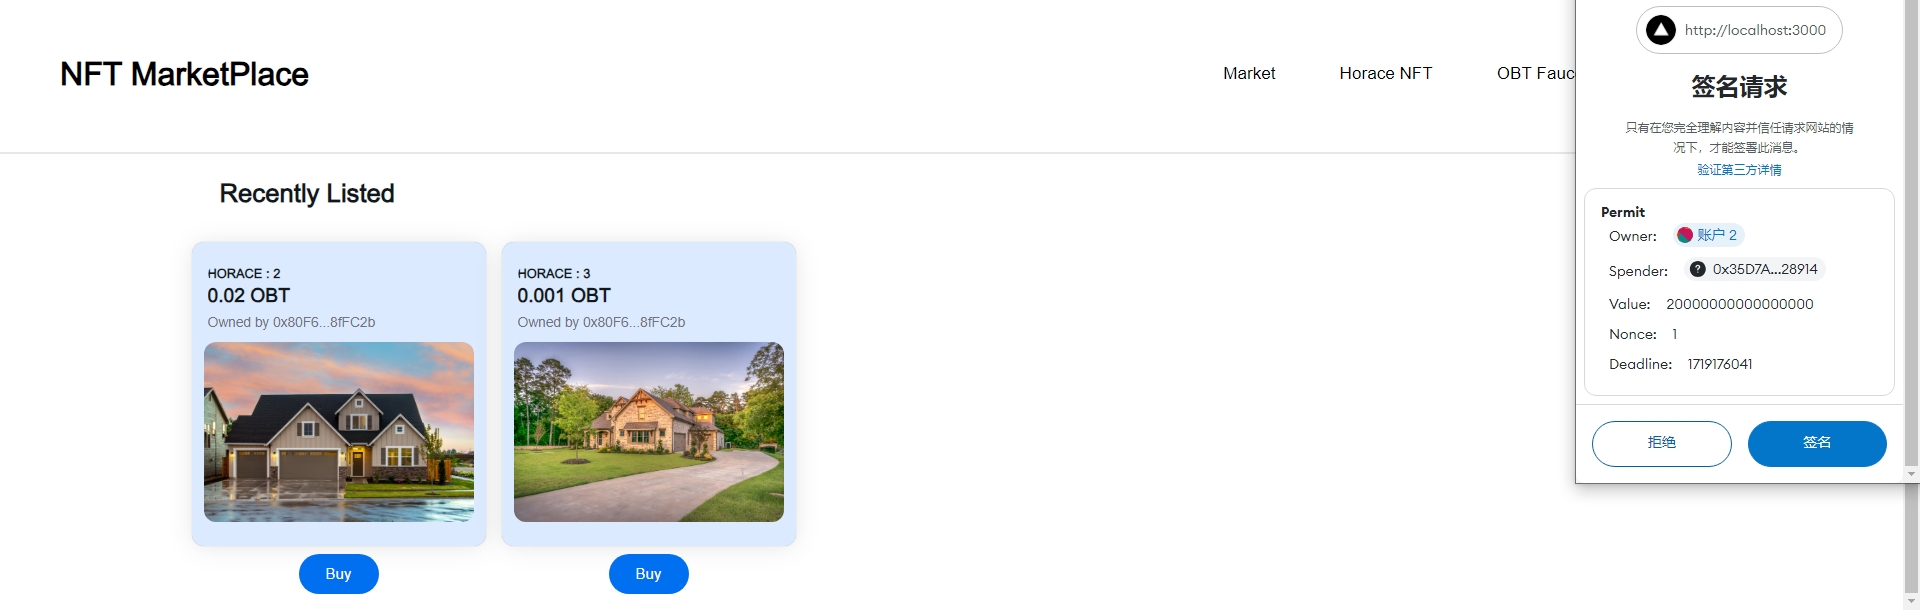 NFT MarketPlace
Market
Horace NFT
OBT Fauc
Recently Listed
HORACE : 2
0.02 OBT
Owned by 0x80F6...8fFC2b
Buy
HORACE : 3
0.001 OBT
Owned by 0x80F6...8fFC2b
Buy
http://localhost:3000
签名请求
只有在您完全理解内容并信任请求网站的情
况下，才能签署此消息。
验证第三方详情
Permit
Owner: 账户 2
Spender: 0x35D7A...28914
Value: 20000000000000000
Nonce: 1
Deadline: 1719176041
拒绝
签名